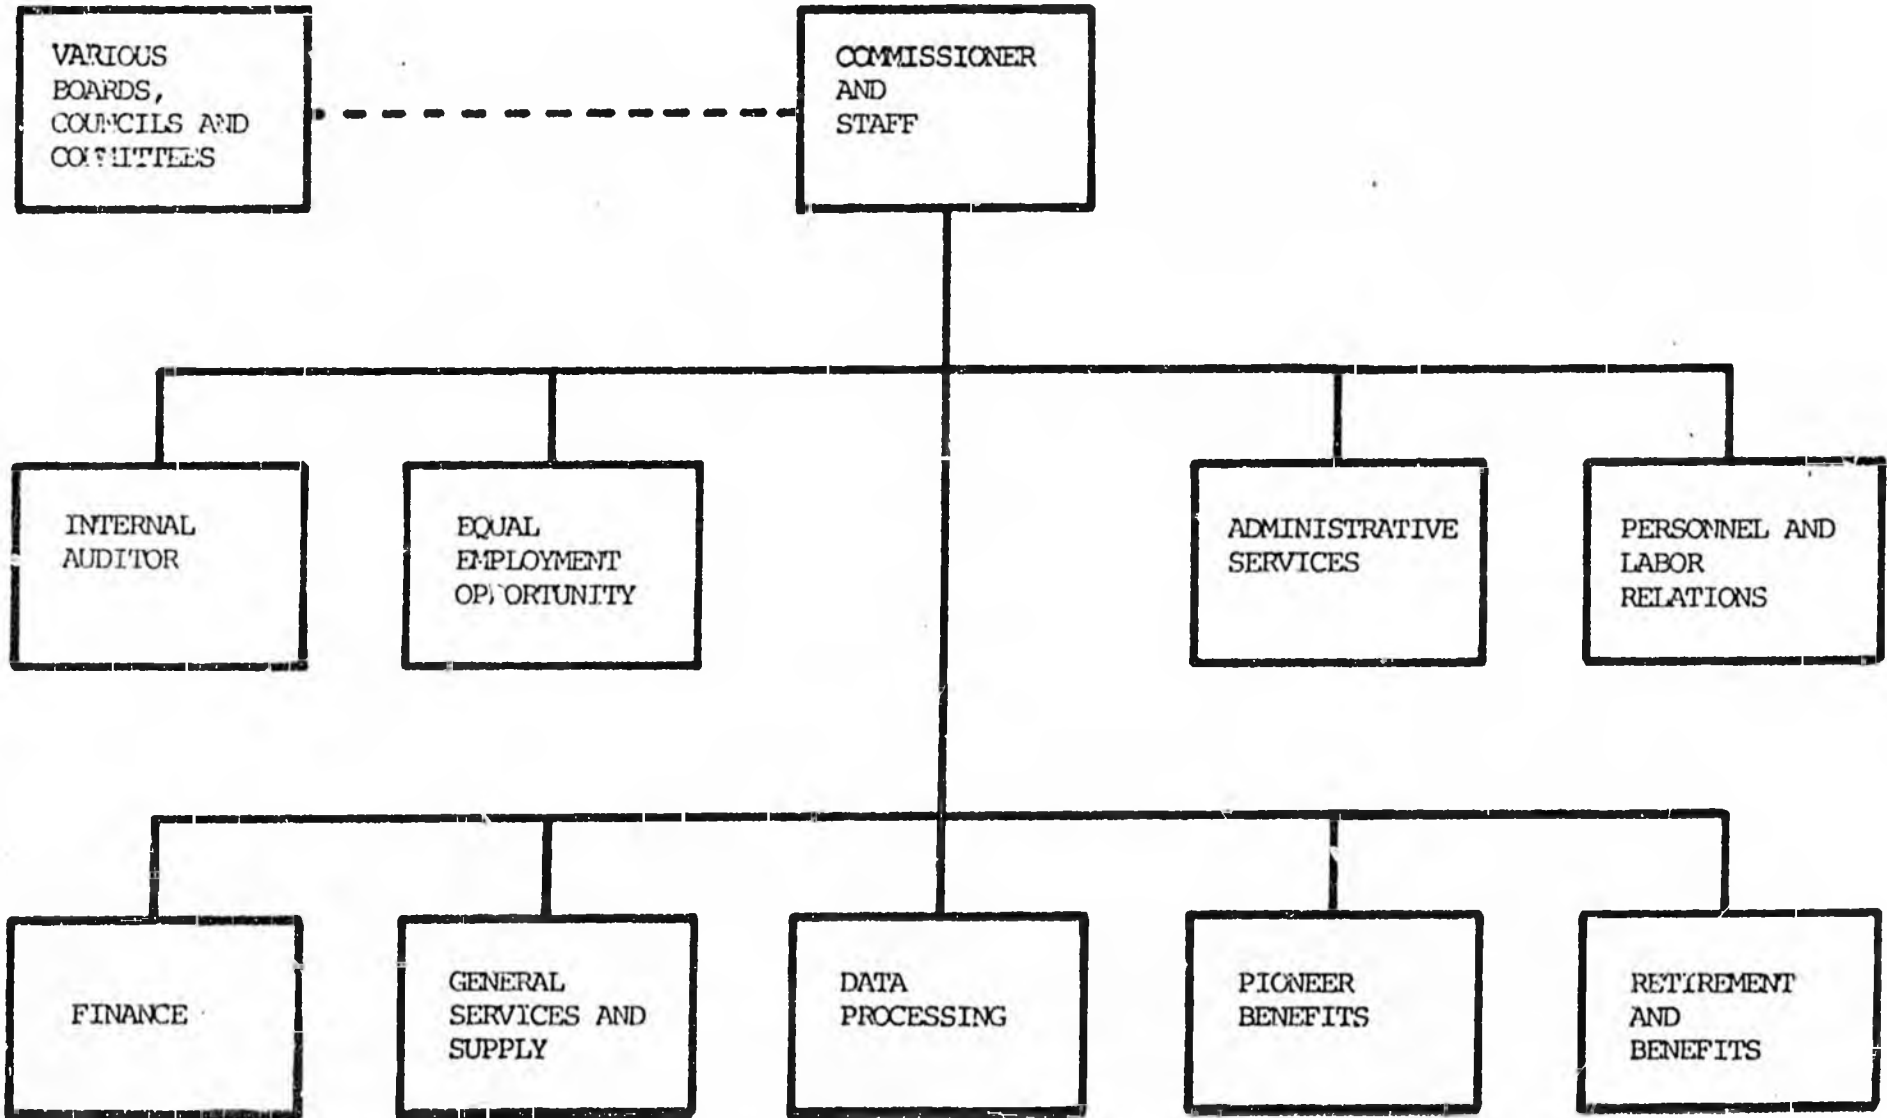 VARIOUS
BOARDS,
COUNCILS AND
COMMITTEES
COMMISSIONER
AND
STAFF
INTERNAL
AUDITOR
EQUAL
EMPLOYMENT
OPPORTUNITY
ADMINISTRATIVE
SERVICES
PERSONNEL AND
LABOR
RELATIONS
FINANCE
GENERAL
SERVICES AND
SUPPLY
DATA
PROCESSING
PIONEER
BENEFITS
RETIREMENT
AND
BENEFITS